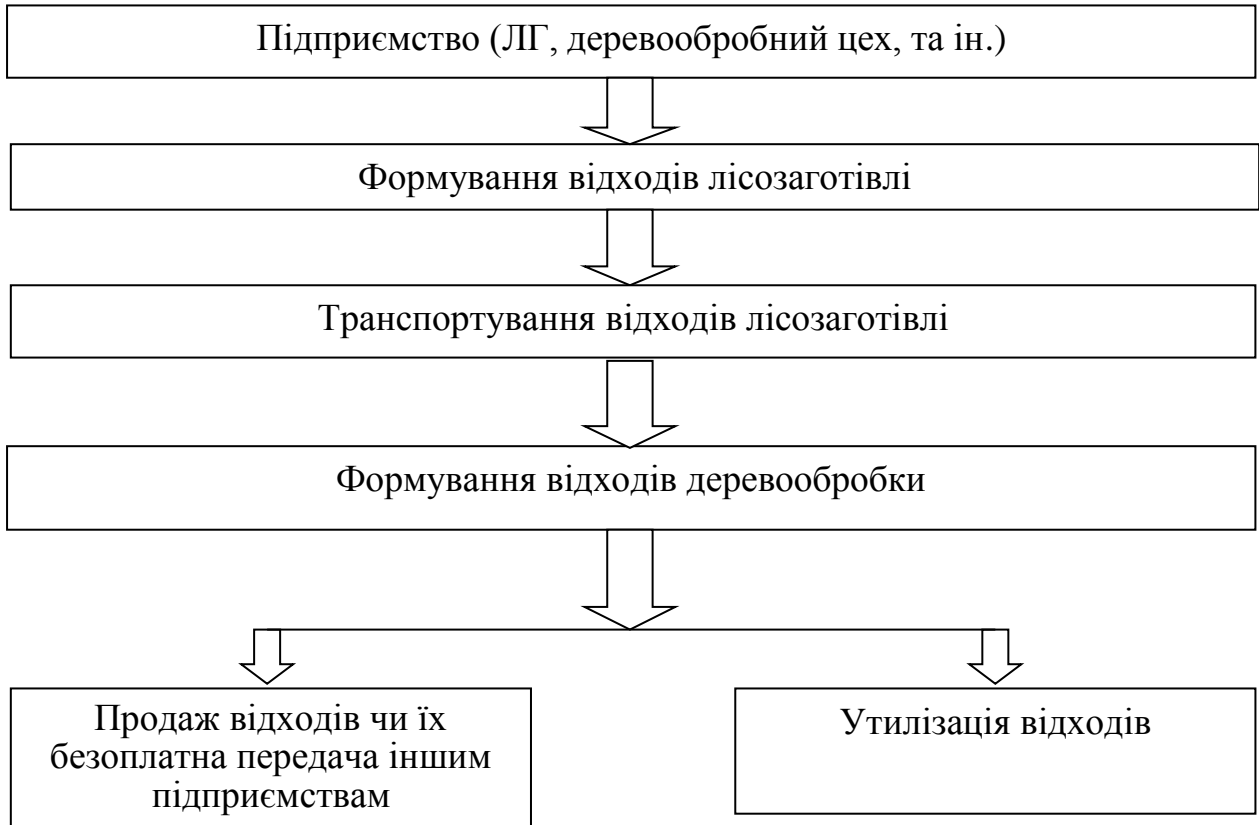 Підприємство (ЛГ, деревообробний цех, та ін.)
Формування відходів лісозаготівлі
Транспортування відходів лісозаготівлі
Формування відходів деревообробки
Продаж відходів чи їх
безоплатна передача іншим
підприємствам
Утилізація відходів